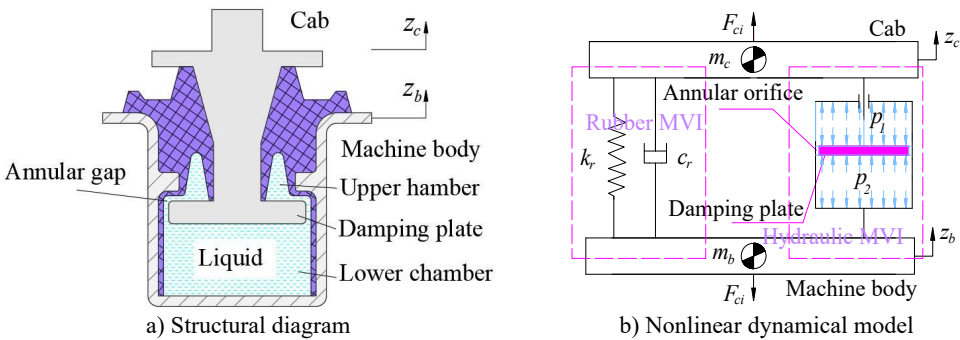 Cab
z_c
z_b
Machine body
Annular gap
Upper hamber
Damping plate
Liquid
Lower chamber
a) Structural diagram
F_ci
Cab
z_c
m_c
Annular orifice
p_1
Rubber MVI
k_r
c_r
p_2
Damping plate
Hydraulic MVI
z_b
m_b
F_ci
Machine body
b) Nonlinear dynamical model